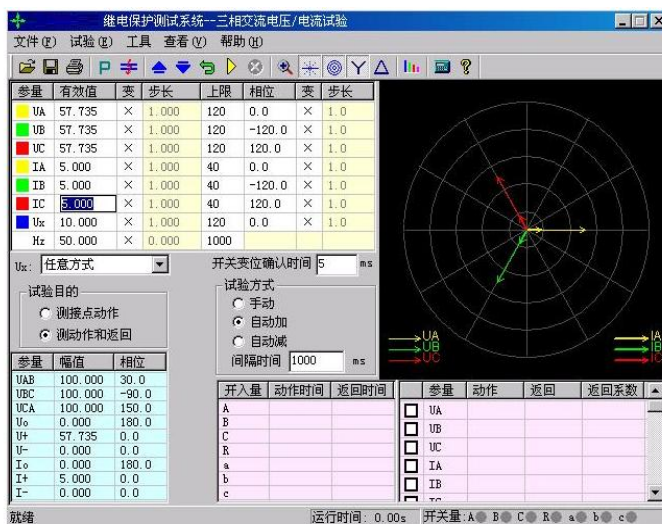 继电保护测试系统--三相交流电压/电流试验
文件(F) 试验(E) 工具 查看(V) 帮助(H)
参量 有效值 变 步长 上限 相位 变 步长
UA 57.735 × 1.000 120 0.0 × 1.0
UB 57.735 × 1.000 120 -120.0 × 1.0
UC 57.735 × 1.000 120 120.0 × 1.0
IA 5.000 × 1.000 40 0.0 × 1.0
IB 5.000 × 1.000 40 -120.0 × 1.0
IC 5.000 × 1.000 40 120.0 × 1.0
Ux 10.000 × 1.000 120 0.0 × 1.0
Hz 50.000 × 0.000 1000
Ux: 任意方式 开关变位确认时间 5 ms
试验目的
测接点动作
测动作和返回
试验方式
手动
自动加
自动减
间隔时间 1000 ms
UA
UB
UC
IA
IB
IC
参量 幅值 相位
UAB 100.000 30.0
UBC 100.000 -90.0
UCA 100.000 150.0
Uo 0.000 180.0
U+ 57.735 0.0
U- 0.000 0.0
Io 0.000 180.0
I+ 5.000 0.0
I- 0.000 0.0
开入量 动作时间 返回时间
A
B
C
R
a
b
c
参量 动作 返回 返回系数
UA
UB
UC
IA
IB
就绪 运行时间: 0.00s 开关量:A B C R a b c